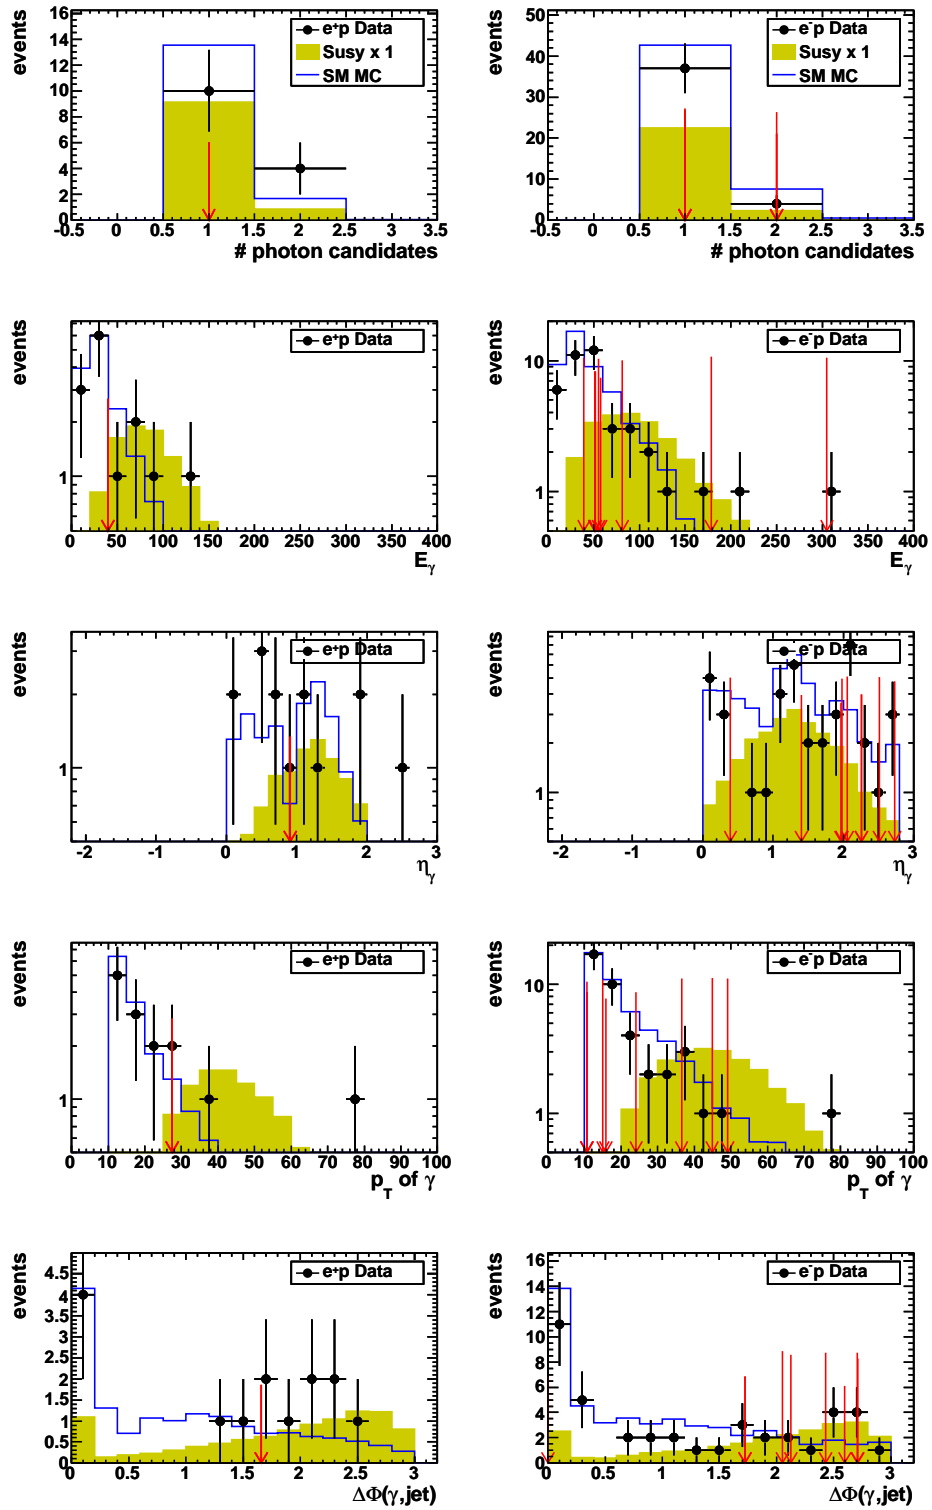 events
16
14
12
10
8
6
4
2
0
e+p Data
Susy x 1
SM MC
-0.5 0 0.5 1 1.5 2 2.5 3 3.5
# photon candidates
events
50
40
30
20
10
0
e-p Data
Susy x 1
SM MC
-0.5 0 0.5 1 1.5 2 2.5 3 3.5
# photon candidates
events
1
e+p Data
0 50 100 150 200 250 300 350 400
Eγ
events
10
1
e-p Data
0 50 100 150 200 250 300 350 400
Eγ
events
1
e+p Data
-2 -1 0 1 2 3
ηγ
events
1
e-p Data
-2 -1 0 1 2 3
ηγ
events
1
e+p Data
0 10 20 30 40 50 60 70 80 90 100
pT of γ
events
10
1
e-p Data
0 10 20 30 40 50 60 70 80 90 100
pT of γ
events
4.5
4
3.5
3
2.5
2
1.5
1
0.5
0
e+p Data
0 0.5 1 1.5 2 2.5 3
ΔΦ(γ,jet)
events
16
14
12
10
8
6
4
2
0
e-p Data
0 0.5 1 1.5 2 2.5 3
ΔΦ(γ,jet)